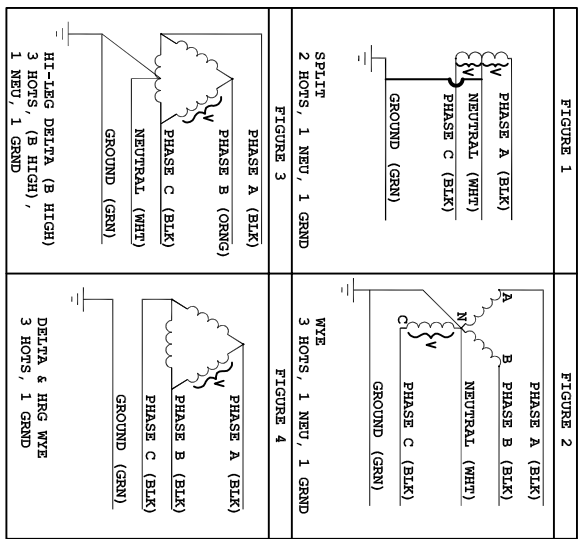 FIGURE 1
PHASE A (BLK)
NEUTRAL (WHT)
PHASE C (BLK)
GROUND (GRN)
V
V
SPLIT
2 HOTS, 1 NEU, 1 GRND
FIGURE 2
A
B
N
C
V
PHASE A (BLK)
PHASE B (BLK)
NEUTRAL (WHT)
PHASE C (BLK)
GROUND (GRN)
WYE
3 HOTS, 1 NEU, 1 GRND
FIGURE 3
V
PHASE A (BLK)
PHASE B (ORNG)
PHASE C (BLK)
NEUTRAL (WHT)
GROUND (GRN)
HI-LEG DELTA (B HIGH)
3 HOTS, (B HIGH),
1 NEU, 1 GRND
FIGURE 4
V
PHASE A (BLK)
PHASE B (BLK)
PHASE C (BLK)
GROUND (GRN)
DELTA & HRG WYE
3 HOTS, 1 GRND